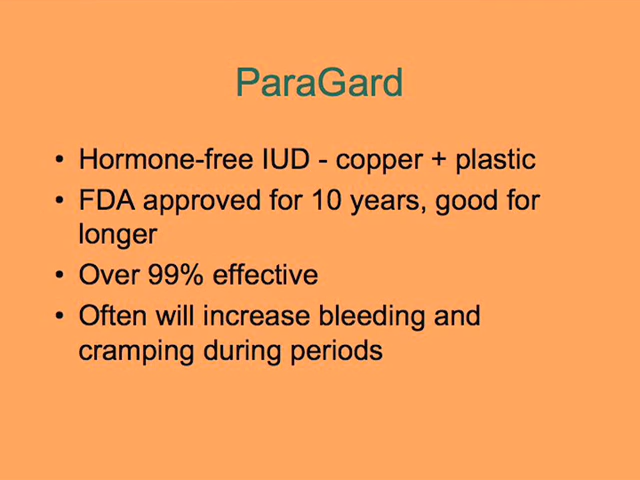 ParaGard
• Hormone-free IUD - copper + plastic
• FDA approved for 10 years, good for
longer
• Over 99% effective
• Often will increase bleeding and
cramping during periods